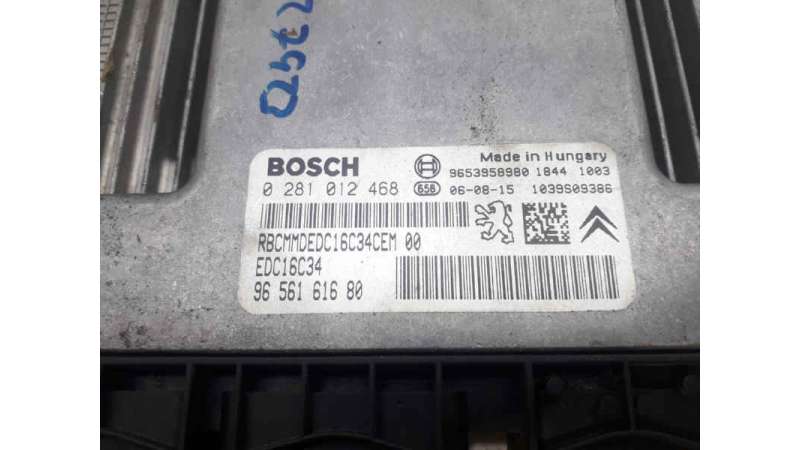 BOSCH
Made in Hungary
9653958980 1844 1003
0 281 012 468
658 06-08-15 1039S09386
RBCMMDEDC16C34CEM 00
EDC16C34
96 561 616 80